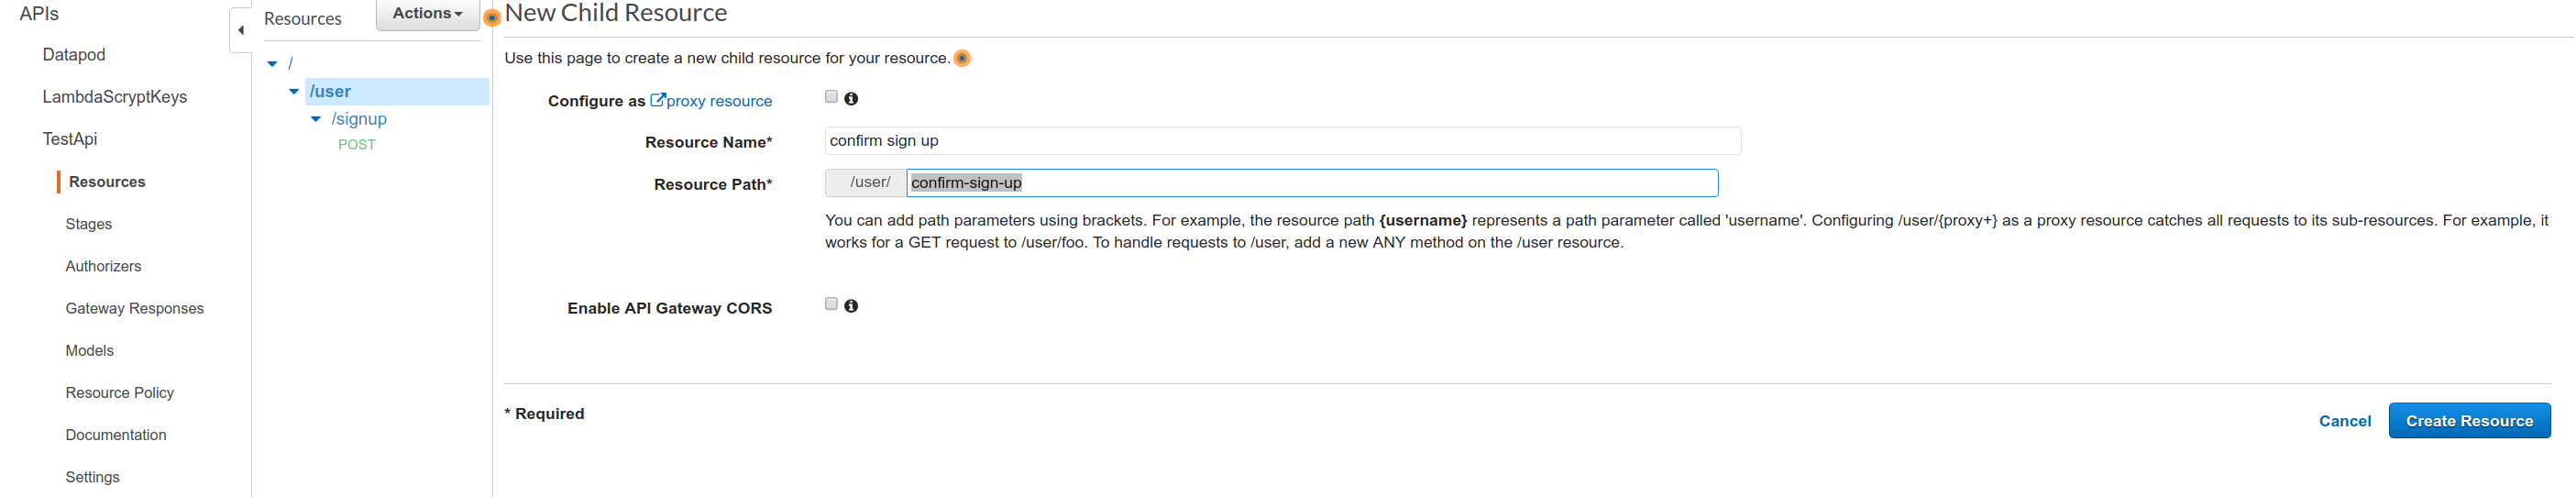 APIs
Datapod
LambdaScryptKeys
TestApi
Resources
Stages
Authorizers
Gateway Responses
Models
Resource Policy
Documentation
Settings
Resources
Actions
/
/user
/signup
POST
New Child Resource
Use this page to create a new child resource for your resource.
Configure as proxy resource
Resource Name* confirm sign up
Resource Path* /user/ confirm-sign-up
You can add path parameters using brackets. For example, the resource path {username} represents a path parameter called 'username'. Configuring /user/{proxy+} as a proxy resource catches all requests to its sub-resources. For example, it
works for a GET request to /user/foo. To handle requests to /user, add a new ANY method on the /user resource.
Enable API Gateway CORS
* Required
Cancel Create Resource